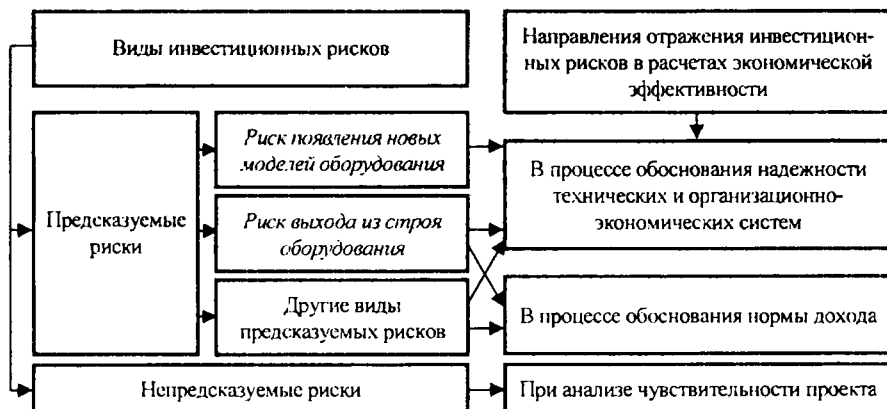 Виды инвестиционных рисков
Направления отражения инвестицион-
ных рисков в расчетах экономической
эффективности
Предсказуемые
риски
Риск появления новых
моделей оборудования
Риск выхода из строя
оборудования
Другие виды
предсказуемых рисков
В процессе обоснования надежности
технических и организационно-
экономических систем
В процессе обоснования нормы дохода
Непредсказуемые риски
При анализе чувствительности проекта